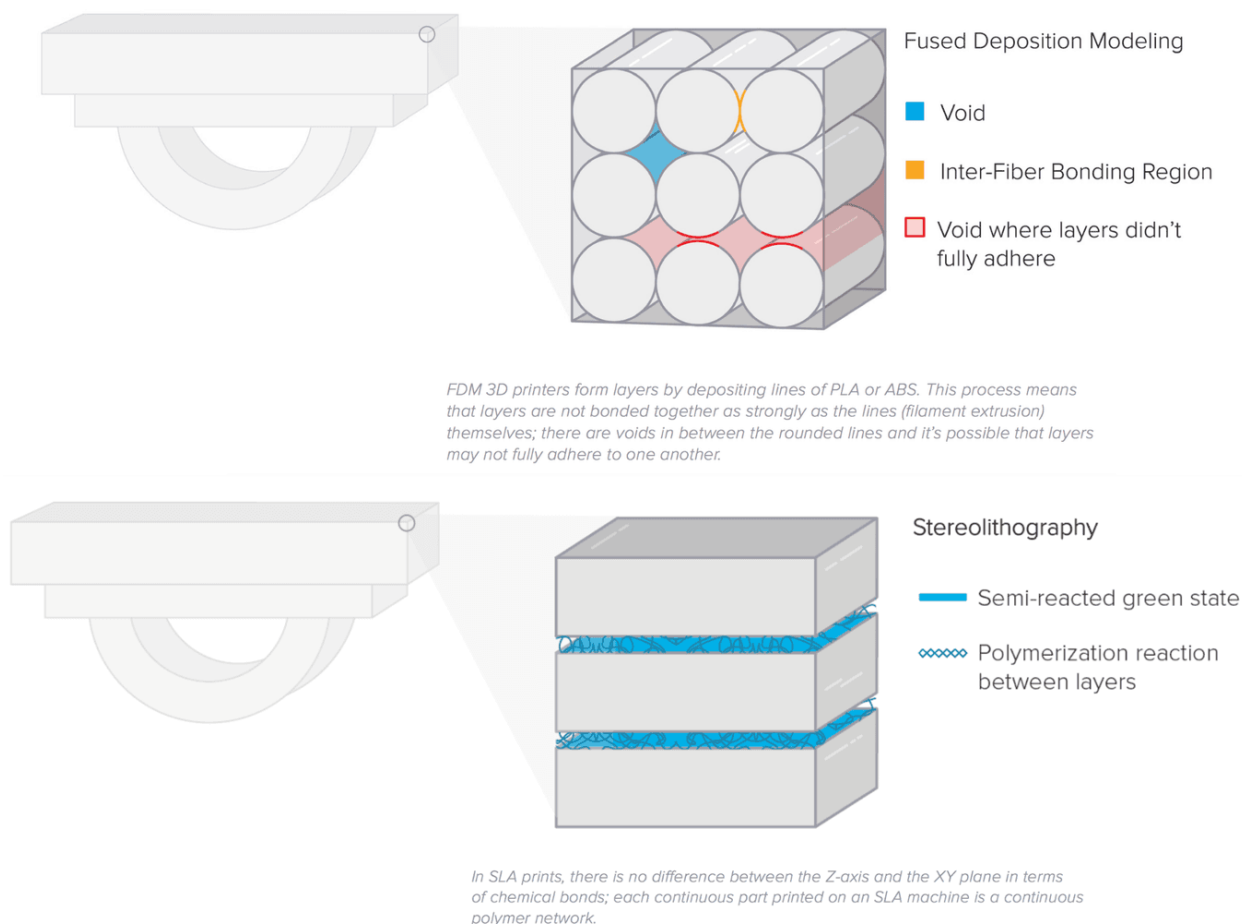 Fused Deposition Modeling
Void
Inter-Fiber Bonding Region
Void where layers didn’t
fully adhere
FDM 3D printers form layers by depositing lines of PLA or ABS. This process means
that layers are not bonded together as strongly as the lines (filament extrusion)
themselves; there are voids in between the rounded lines and it’s possible that layers
may not fully adhere to one another.
Stereolithography
Semi-reacted green state
Polymerization reaction
between layers
In SLA prints, there is no difference between the Z-axis and the XY plane in terms
of chemical bonds; each continuous part printed on an SLA machine is a continuous
polymer network.